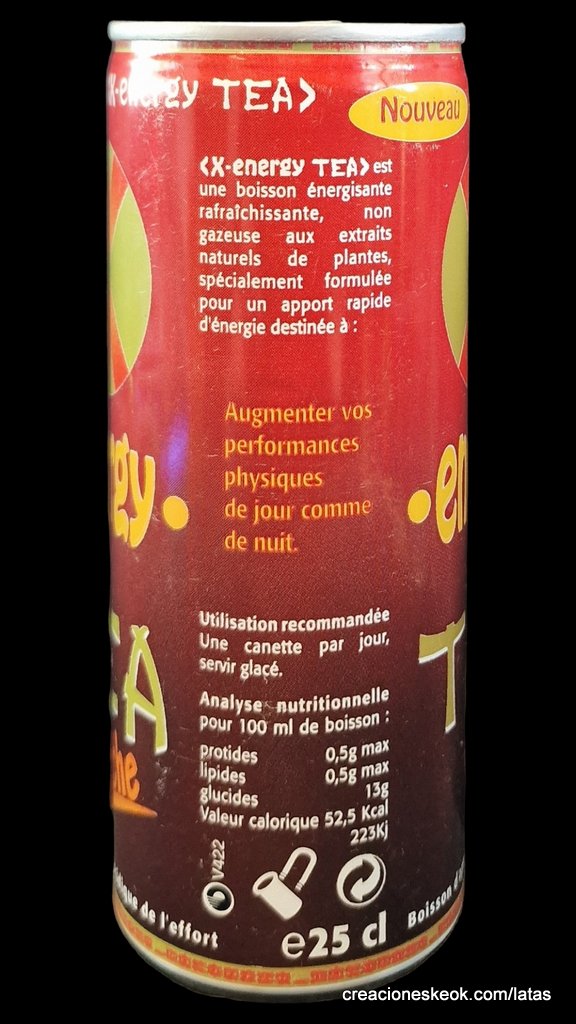 X-energy TEA>
Nouveau
<X-energy TEA> est
une boisson énergisante
rafraîchissante, non
gazeuse aux extraits
naturels de plantes,
spécialement formulée
pour un apport rapide
d'énergie destinée à :
Augmenter vos
performances
physiques
de jour comme
de nuit.
Utilisation recommandée
Une canette par jour,
servir glacé.
Analyse nutritionnelle
pour 100 ml de boisson :
protides 0,5g max
lipides 0,5g max
glucides 13g
Valeur calorique 52,5 Kcal
223Kj
V422
de l'effort
℮25 cl
Boisson
creacioneskeok.com/latas